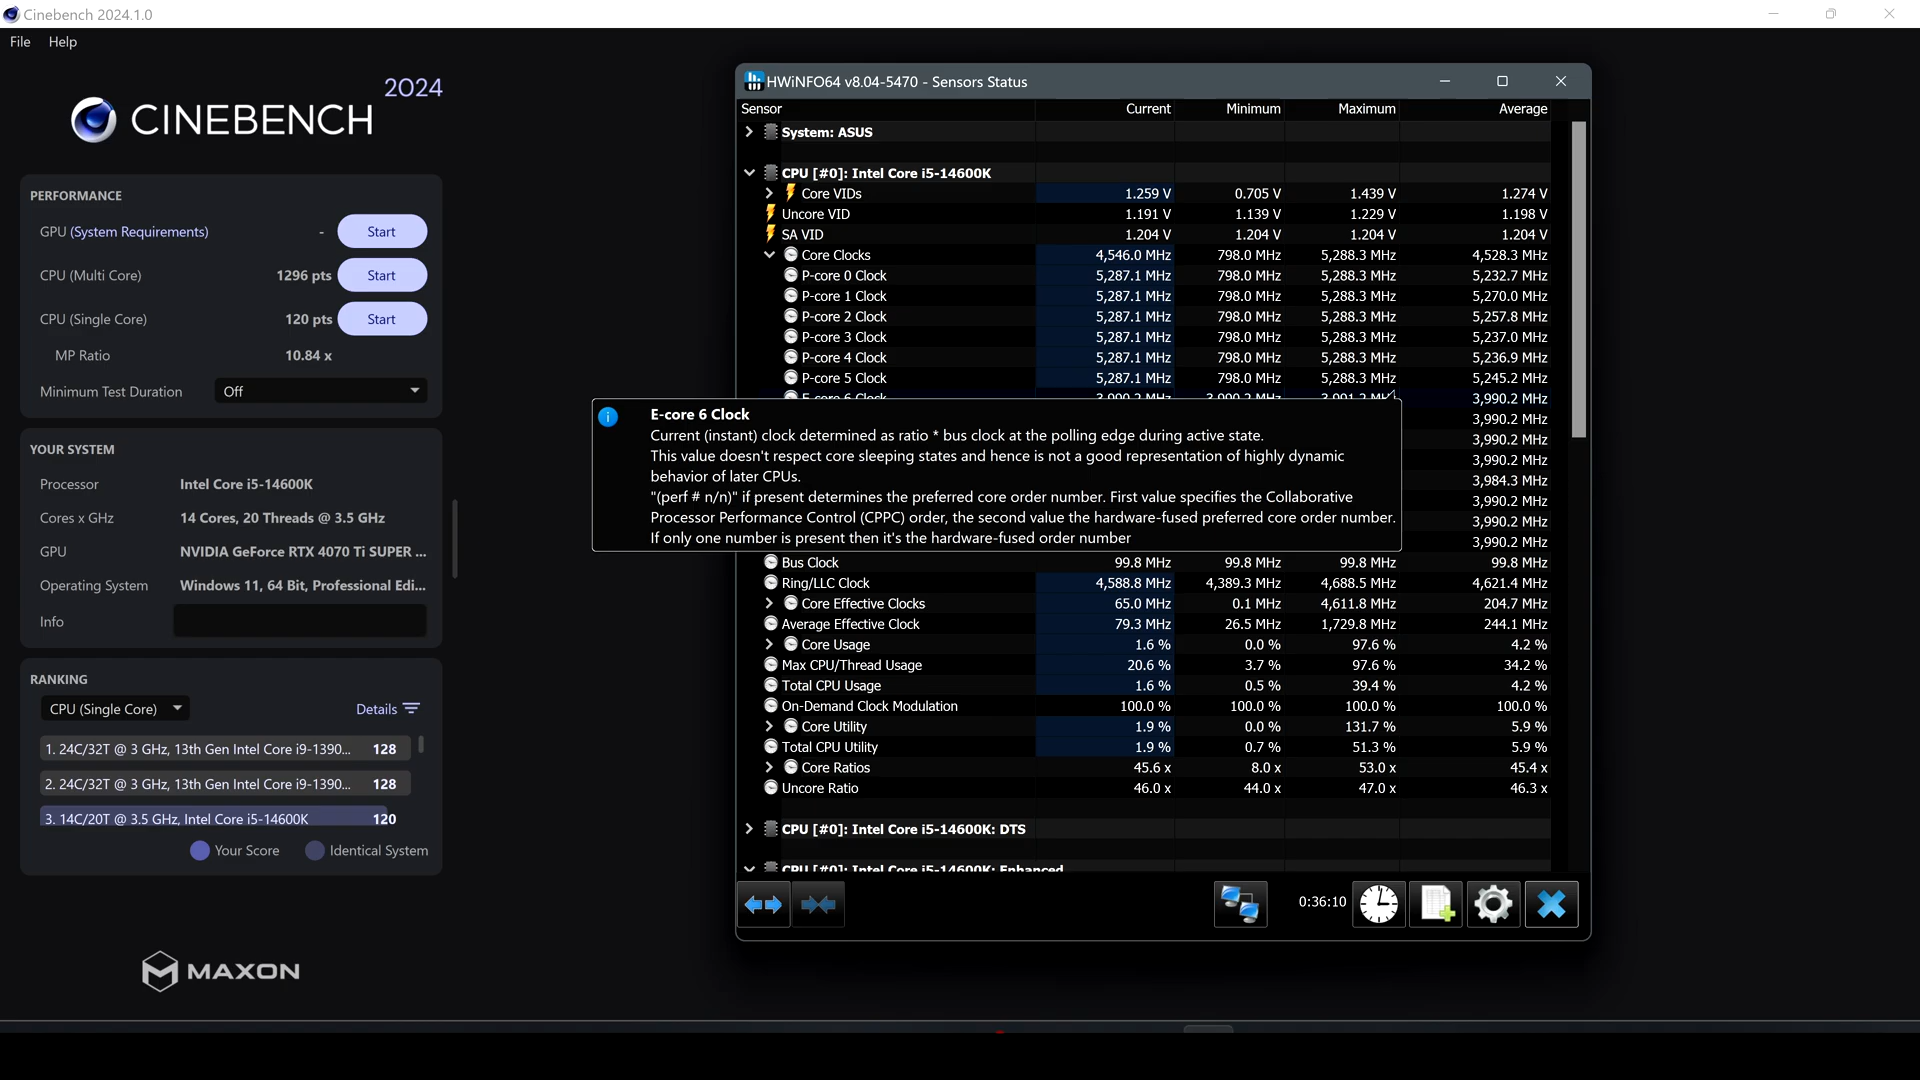 Cinebench 2024.1.0
File Help
2024
CINEBENCH
PERFORMANCE
GPU (System Requirements) - Start
CPU (Multi Core) 1296 pts Start
CPU (Single Core) 120 pts Start
MP Ratio 10.84 x
Minimum Test Duration Off
YOUR SYSTEM
Processor Intel Core i5-14600K
Cores x GHz 14 Cores, 20 Threads @ 3.5 GHz
GPU NVIDIA GeForce RTX 4070 Ti SUPER ...
Operating System Windows 11, 64 Bit, Professional Edi...
Info
RANKING
CPU (Single Core) Details
1. 24C/32T @ 3 GHz, 13th Gen Intel Core i9-1390... 128
2. 24C/32T @ 3 GHz, 13th Gen Intel Core i9-1390... 128
3. 14C/20T @ 3.5 GHz, Intel Core i5-14600K 120
Your Score Identical System
MAXON
HWiNFO64 v8.04-5470 - Sensors Status
Sensor Current Minimum Maximum Average
System: ASUS
CPU [#0]: Intel Core i5-14600K
Core VIDs 1.259 V 0.705 V 1.439 V 1.274 V
Uncore VID 1.191 V 1.139 V 1.229 V 1.198 V
SA VID 1.204 V 1.204 V 1.204 V 1.204 V
Core Clocks 4,546.0 MHz 798.0 MHz 5,288.3 MHz 4,528.3 MHz
P-core 0 Clock 5,287.1 MHz 798.0 MHz 5,288.3 MHz 5,232.7 MHz
P-core 1 Clock 5,287.1 MHz 798.0 MHz 5,288.3 MHz 5,270.0 MHz
P-core 2 Clock 5,287.1 MHz 798.0 MHz 5,288.3 MHz 5,257.8 MHz
P-core 3 Clock 5,287.1 MHz 798.0 MHz 5,288.3 MHz 5,237.0 MHz
P-core 4 Clock 5,287.1 MHz 798.0 MHz 5,288.3 MHz 5,236.9 MHz
P-core 5 Clock 5,287.1 MHz 798.0 MHz 5,288.3 MHz 5,245.2 MHz
E-core 6 Clock 3,990.2 MHz 3,990.2 MHz 3,991.2 MHz 3,990.2 MHz
3,990.2 MHz
3,990.2 MHz
3,990.2 MHz
3,984.3 MHz
3,990.2 MHz
3,990.2 MHz
3,990.2 MHz
E-core 6 Clock
Current (instant) clock determined as ratio * bus clock at the polling edge during active state.
This value doesn't respect core sleeping states and hence is not a good representation of highly dynamic
behavior of later CPUs.
"(perf # n/n)" if present determines the preferred core order number. First value specifies the Collaborative
Processor Performance Control (CPPC) order, the second value the hardware-fused preferred core order number.
If only one number is present then it's the hardware-fused order number
Bus Clock 99.8 MHz 99.8 MHz 99.8 MHz 99.8 MHz
Ring/LLC Clock 4,588.8 MHz 4,389.3 MHz 4,688.5 MHz 4,621.4 MHz
Core Effective Clocks 65.0 MHz 0.1 MHz 4,611.8 MHz 204.7 MHz
Average Effective Clock 79.3 MHz 26.5 MHz 1,729.8 MHz 244.1 MHz
Core Usage 1.6 % 0.0 % 97.6 % 4.2 %
Max CPU/Thread Usage 20.6 % 3.7 % 97.6 % 34.2 %
Total CPU Usage 1.6 % 0.5 % 39.4 % 4.2 %
On-Demand Clock Modulation 100.0 % 100.0 % 100.0 % 100.0 %
Core Utility 1.9 % 0.0 % 131.7 % 5.9 %
Total CPU Utility 1.9 % 0.7 % 51.3 % 5.9 %
Core Ratios 45.6 x 8.0 x 53.0 x 45.4 x
Uncore Ratio 46.0 x 44.0 x 47.0 x 46.3 x
CPU [#0]: Intel Core i5-14600K: DTS
CPU [#0]: Intel Core i5-14600K: Enhanced
0:36:10